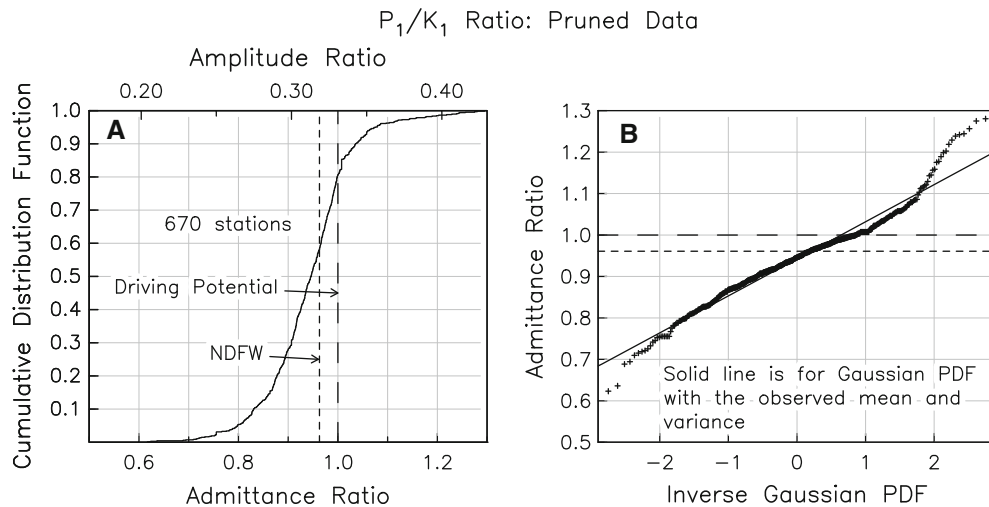 P1/K1 Ratio: Pruned Data
Amplitude Ratio
0.20 0.30 0.40
A
Cumulative Distribution Function
1.0
0.9
0.8
0.7
0.6
0.5
0.4
0.3
0.2
0.1
670 stations
Driving Potential
NDFW
0.6 0.8 1.0 1.2
Admittance Ratio
B
Admittance Ratio
1.3
1.2
1.1
1.0
0.9
0.8
0.7
0.6
0.5
Solid line is for Gaussian PDF
with the observed mean and
variance
−2 −1 0 1 2
Inverse Gaussian PDF